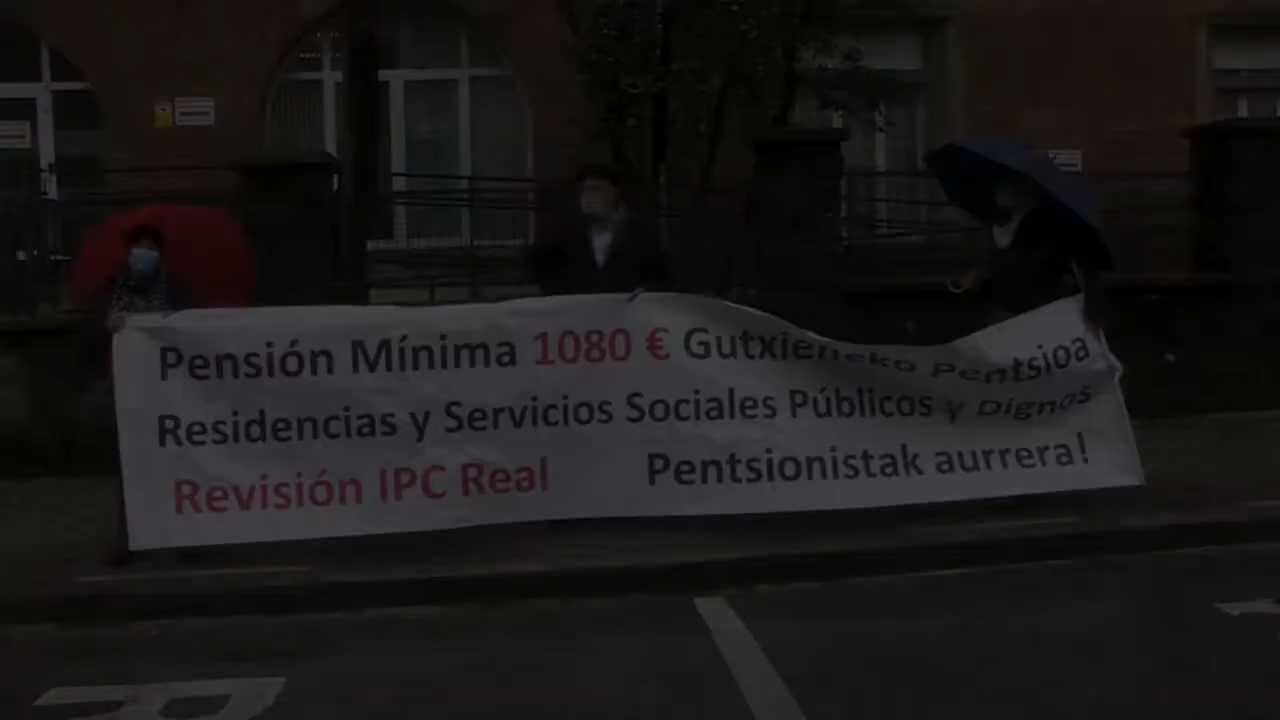 Pensión Mínima 1080 € Gutxieneko Pentsioa
Residencias y Servicios Sociales Públicos y Dignos
Revisión IPC Real Pentsionistak aurrera!